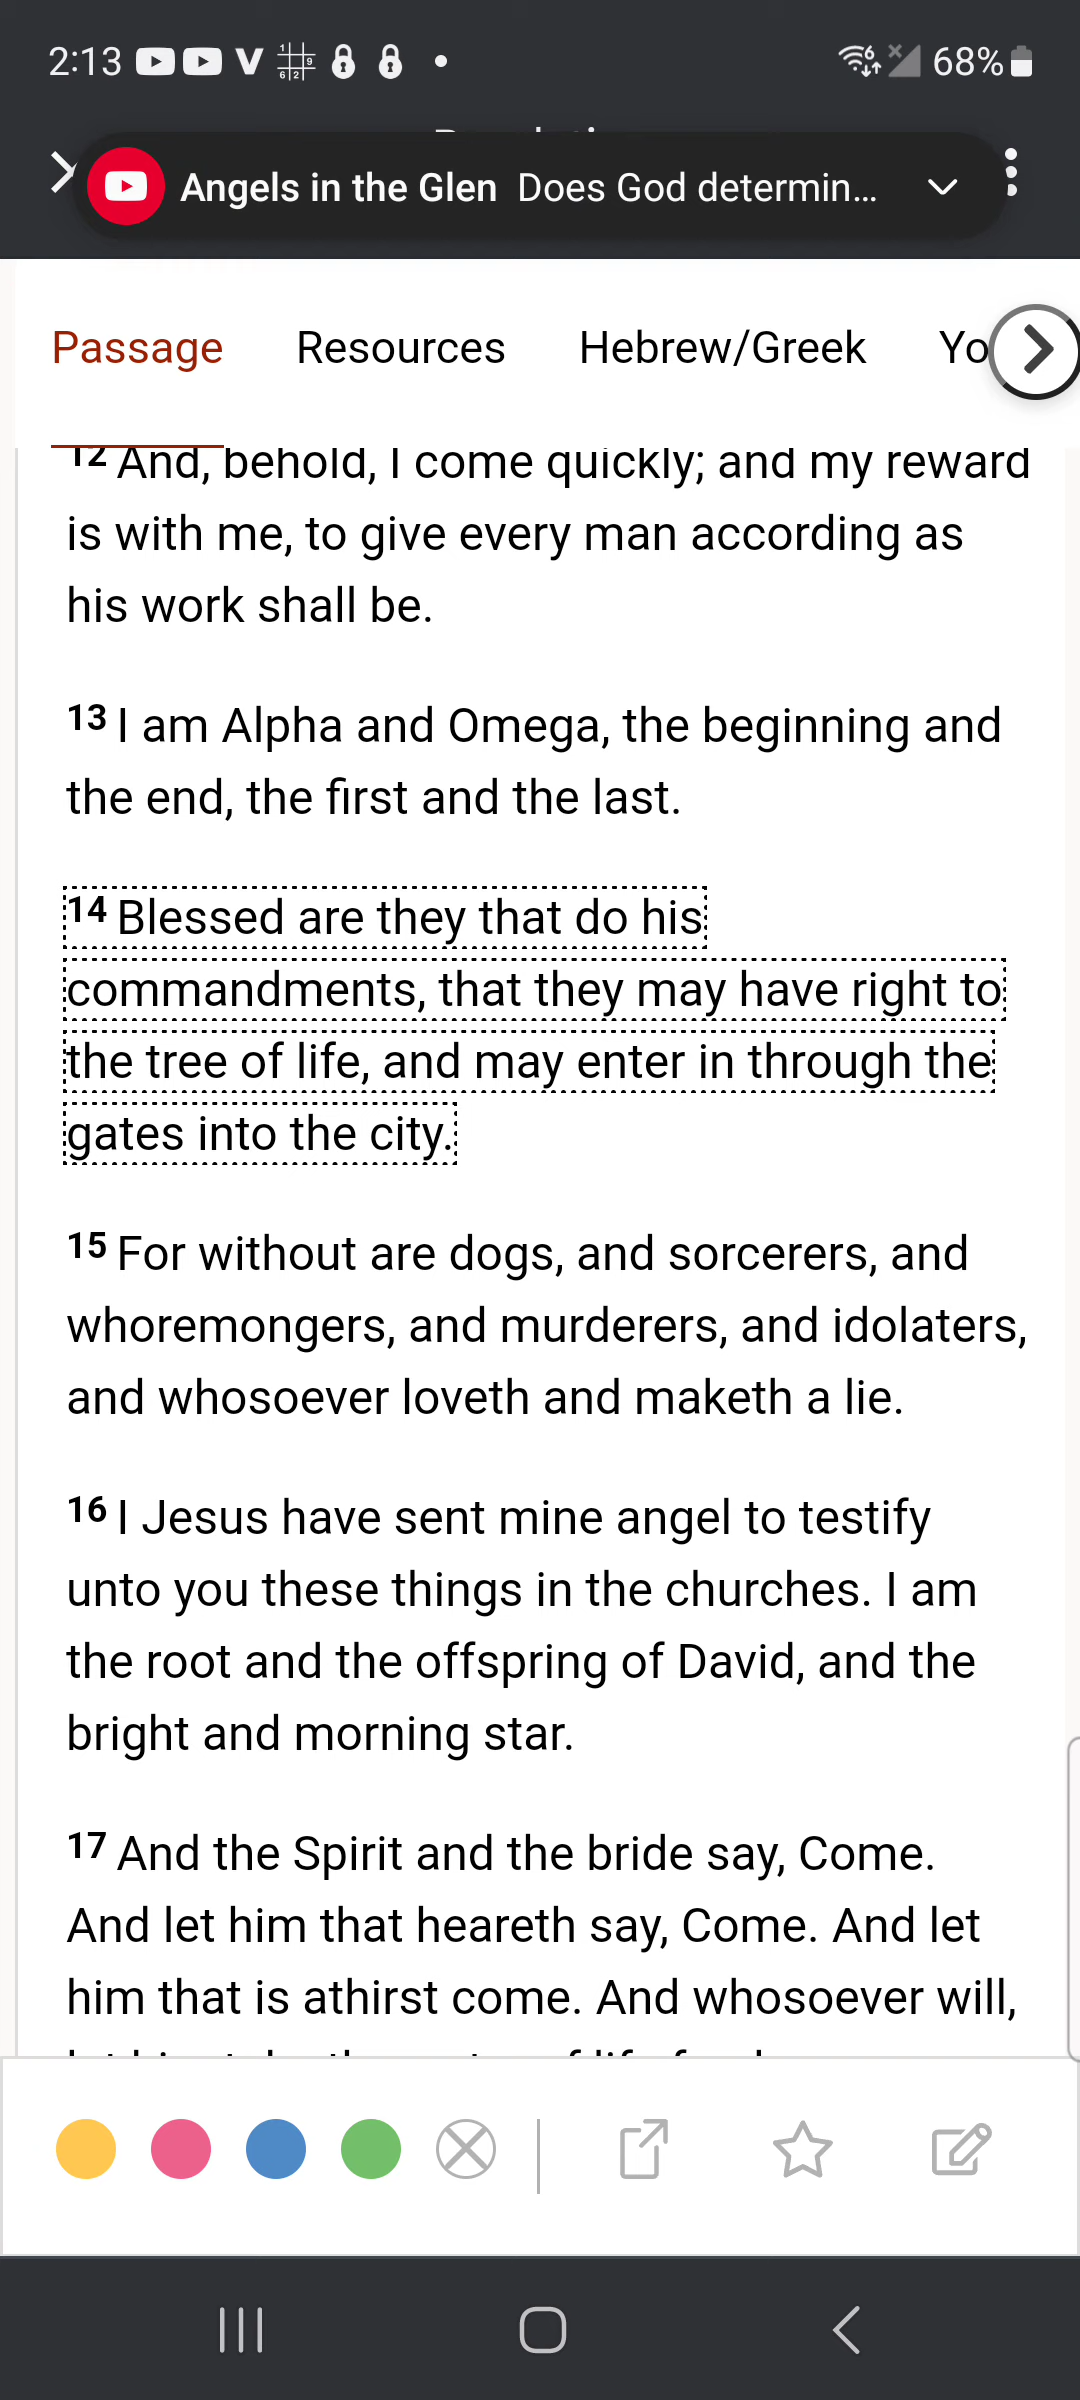 2:13 68%
Angels in the Glen Does God determin...
Passage Resources Hebrew/Greek Yo
12 And, behold, I come quickly; and my reward
is with me, to give every man according as
his work shall be.
13 I am Alpha and Omega, the beginning and
the end, the first and the last.
14 Blessed are they that do his
commandments, that they may have right to
the tree of life, and may enter in through the
gates into the city.
15 For without are dogs, and sorcerers, and
whoremongers, and murderers, and idolaters,
and whosoever loveth and maketh a lie.
16 I Jesus have sent mine angel to testify
unto you these things in the churches. I am
the root and the offspring of David, and the
bright and morning star.
17 And the Spirit and the bride say, Come.
And let him that heareth say, Come. And let
him that is athirst come. And whosoever will,